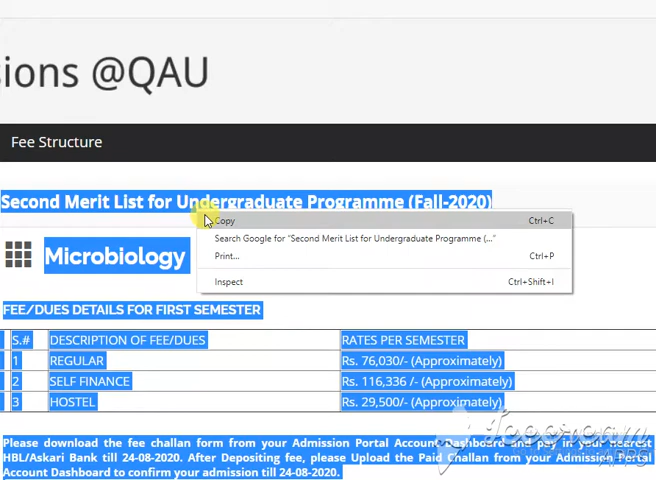 sions @QAU
Fee Structure
Second Merit List for Undergraduate Programme (Fall-2020)
Copy Ctrl+C
Search Google for “Second Merit List for Undergraduate Programme (...”
Print... Ctrl+P
Inspect Ctrl+Shift+I
Microbiology
FEE/DUES DETAILS FOR FIRST SEMESTER
S.# DESCRIPTION OF FEE/DUES RATES PER SEMESTER
1 REGULAR Rs. 76,030/- (Approximately)
2 SELF FINANCE Rs. 116,336 /- (Approximately)
3 HOSTEL Rs. 29,500/- (Approximately)
Please download the fee challan form from your Admission Portal Account Dashboard and pay in your nearest
HBL/Askari Bank till 24-08-2020. After Depositing fee, please Upload the Paid Challan from your Admission Portal
Account Dashboard to confirm your admission till 24-08-2020.
icecream
APPS